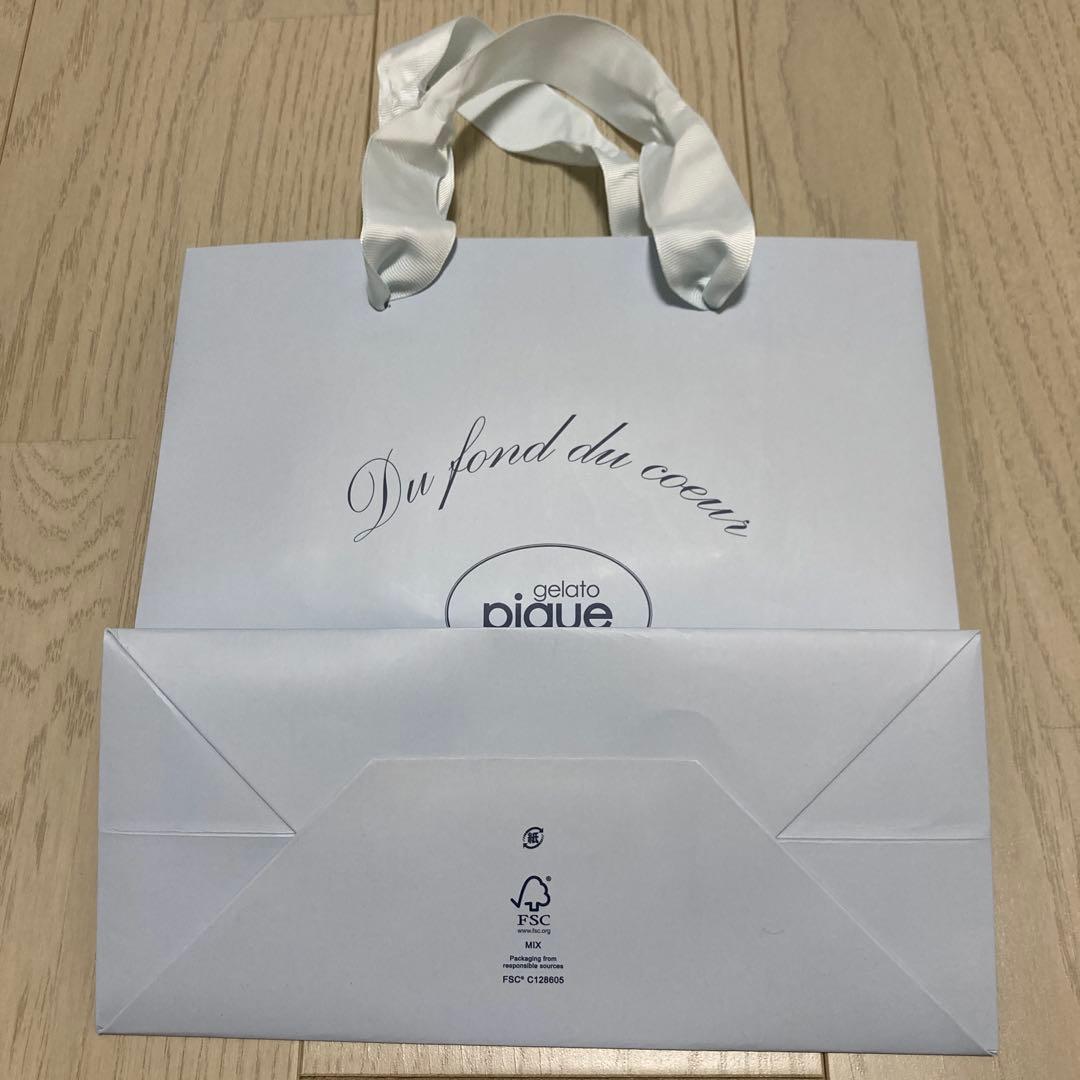 Du fond du coeur
gelato
pique
紙
FSC®
www.fsc.org
MIX
Packaging from
responsible sources
FSC® C128605